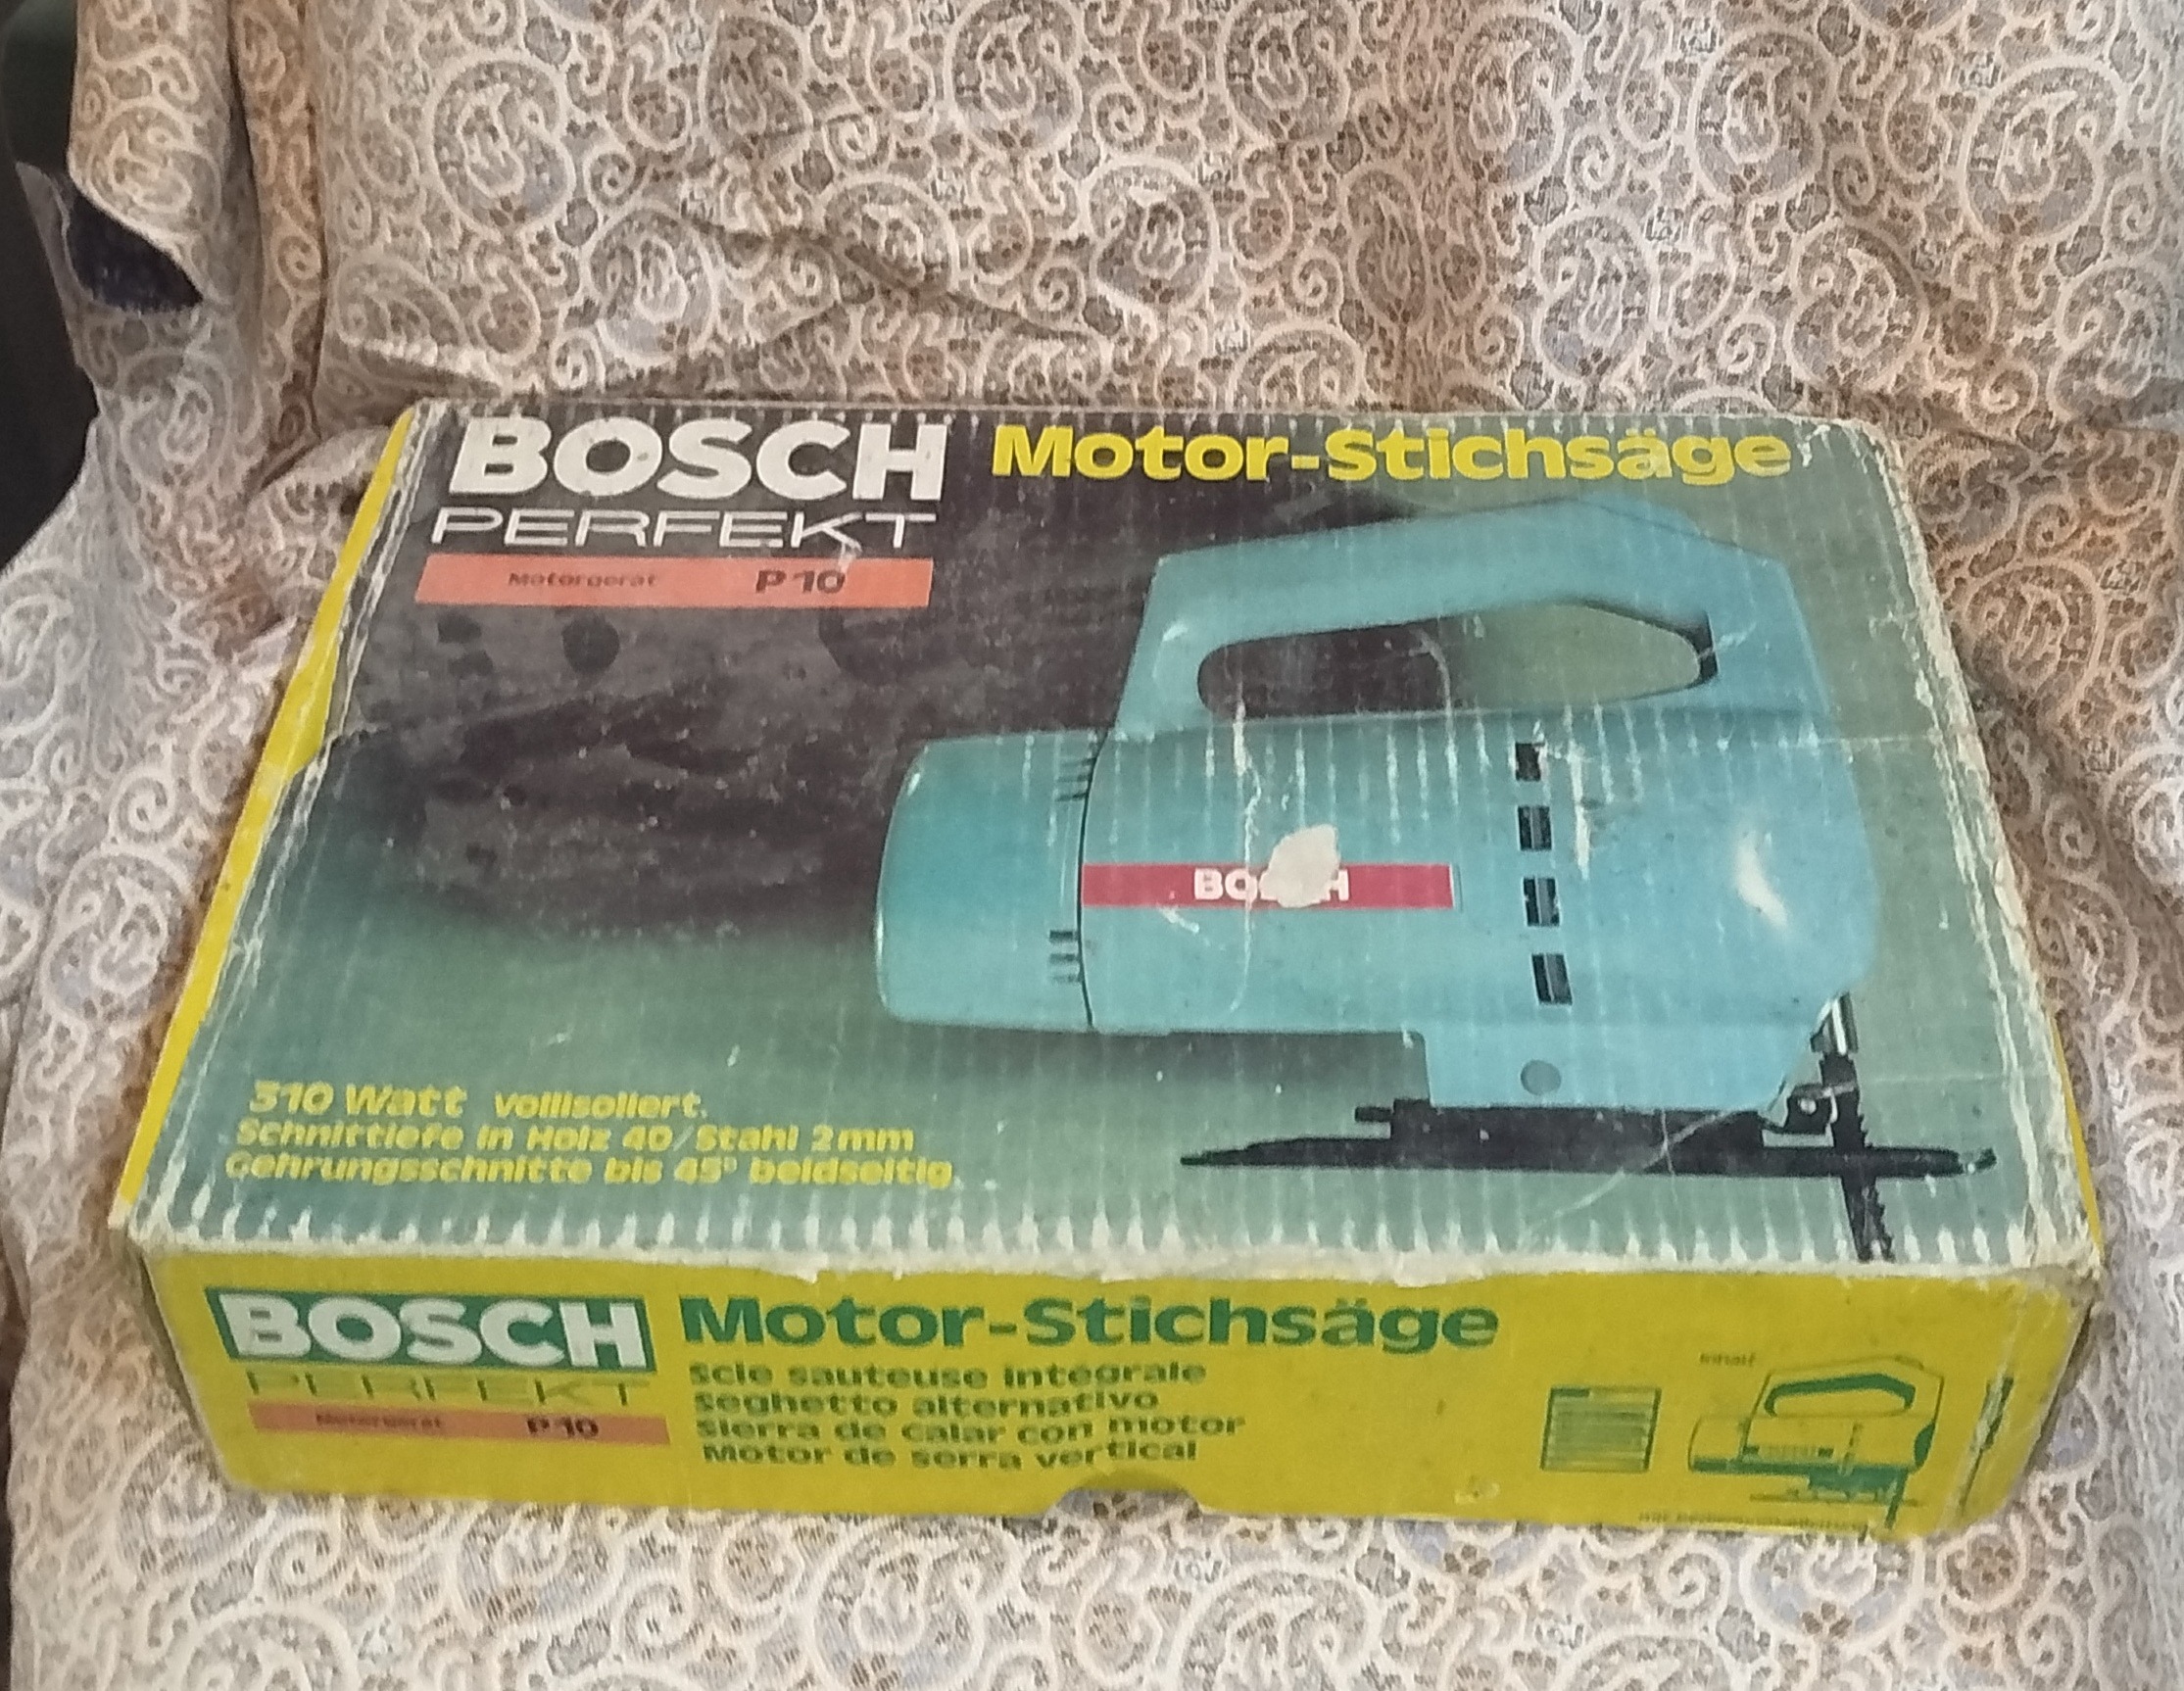 BOSCH Motor-Stichsäge
PERFEKT
Motorgerät P10
BOSCH
310 Watt vollisoliert.
Schnittiefe in Holz 40/Stahl 2mm
Gehrungsschnitte bis 45° beidseitig
BOSCH Motor-Stichsäge
PERFEKT
Motorgerät P10
Scie sauteuse intégrale
Seghetto alternativo
Sierra de calar con motor
Motor de serra vertical
Inhalt